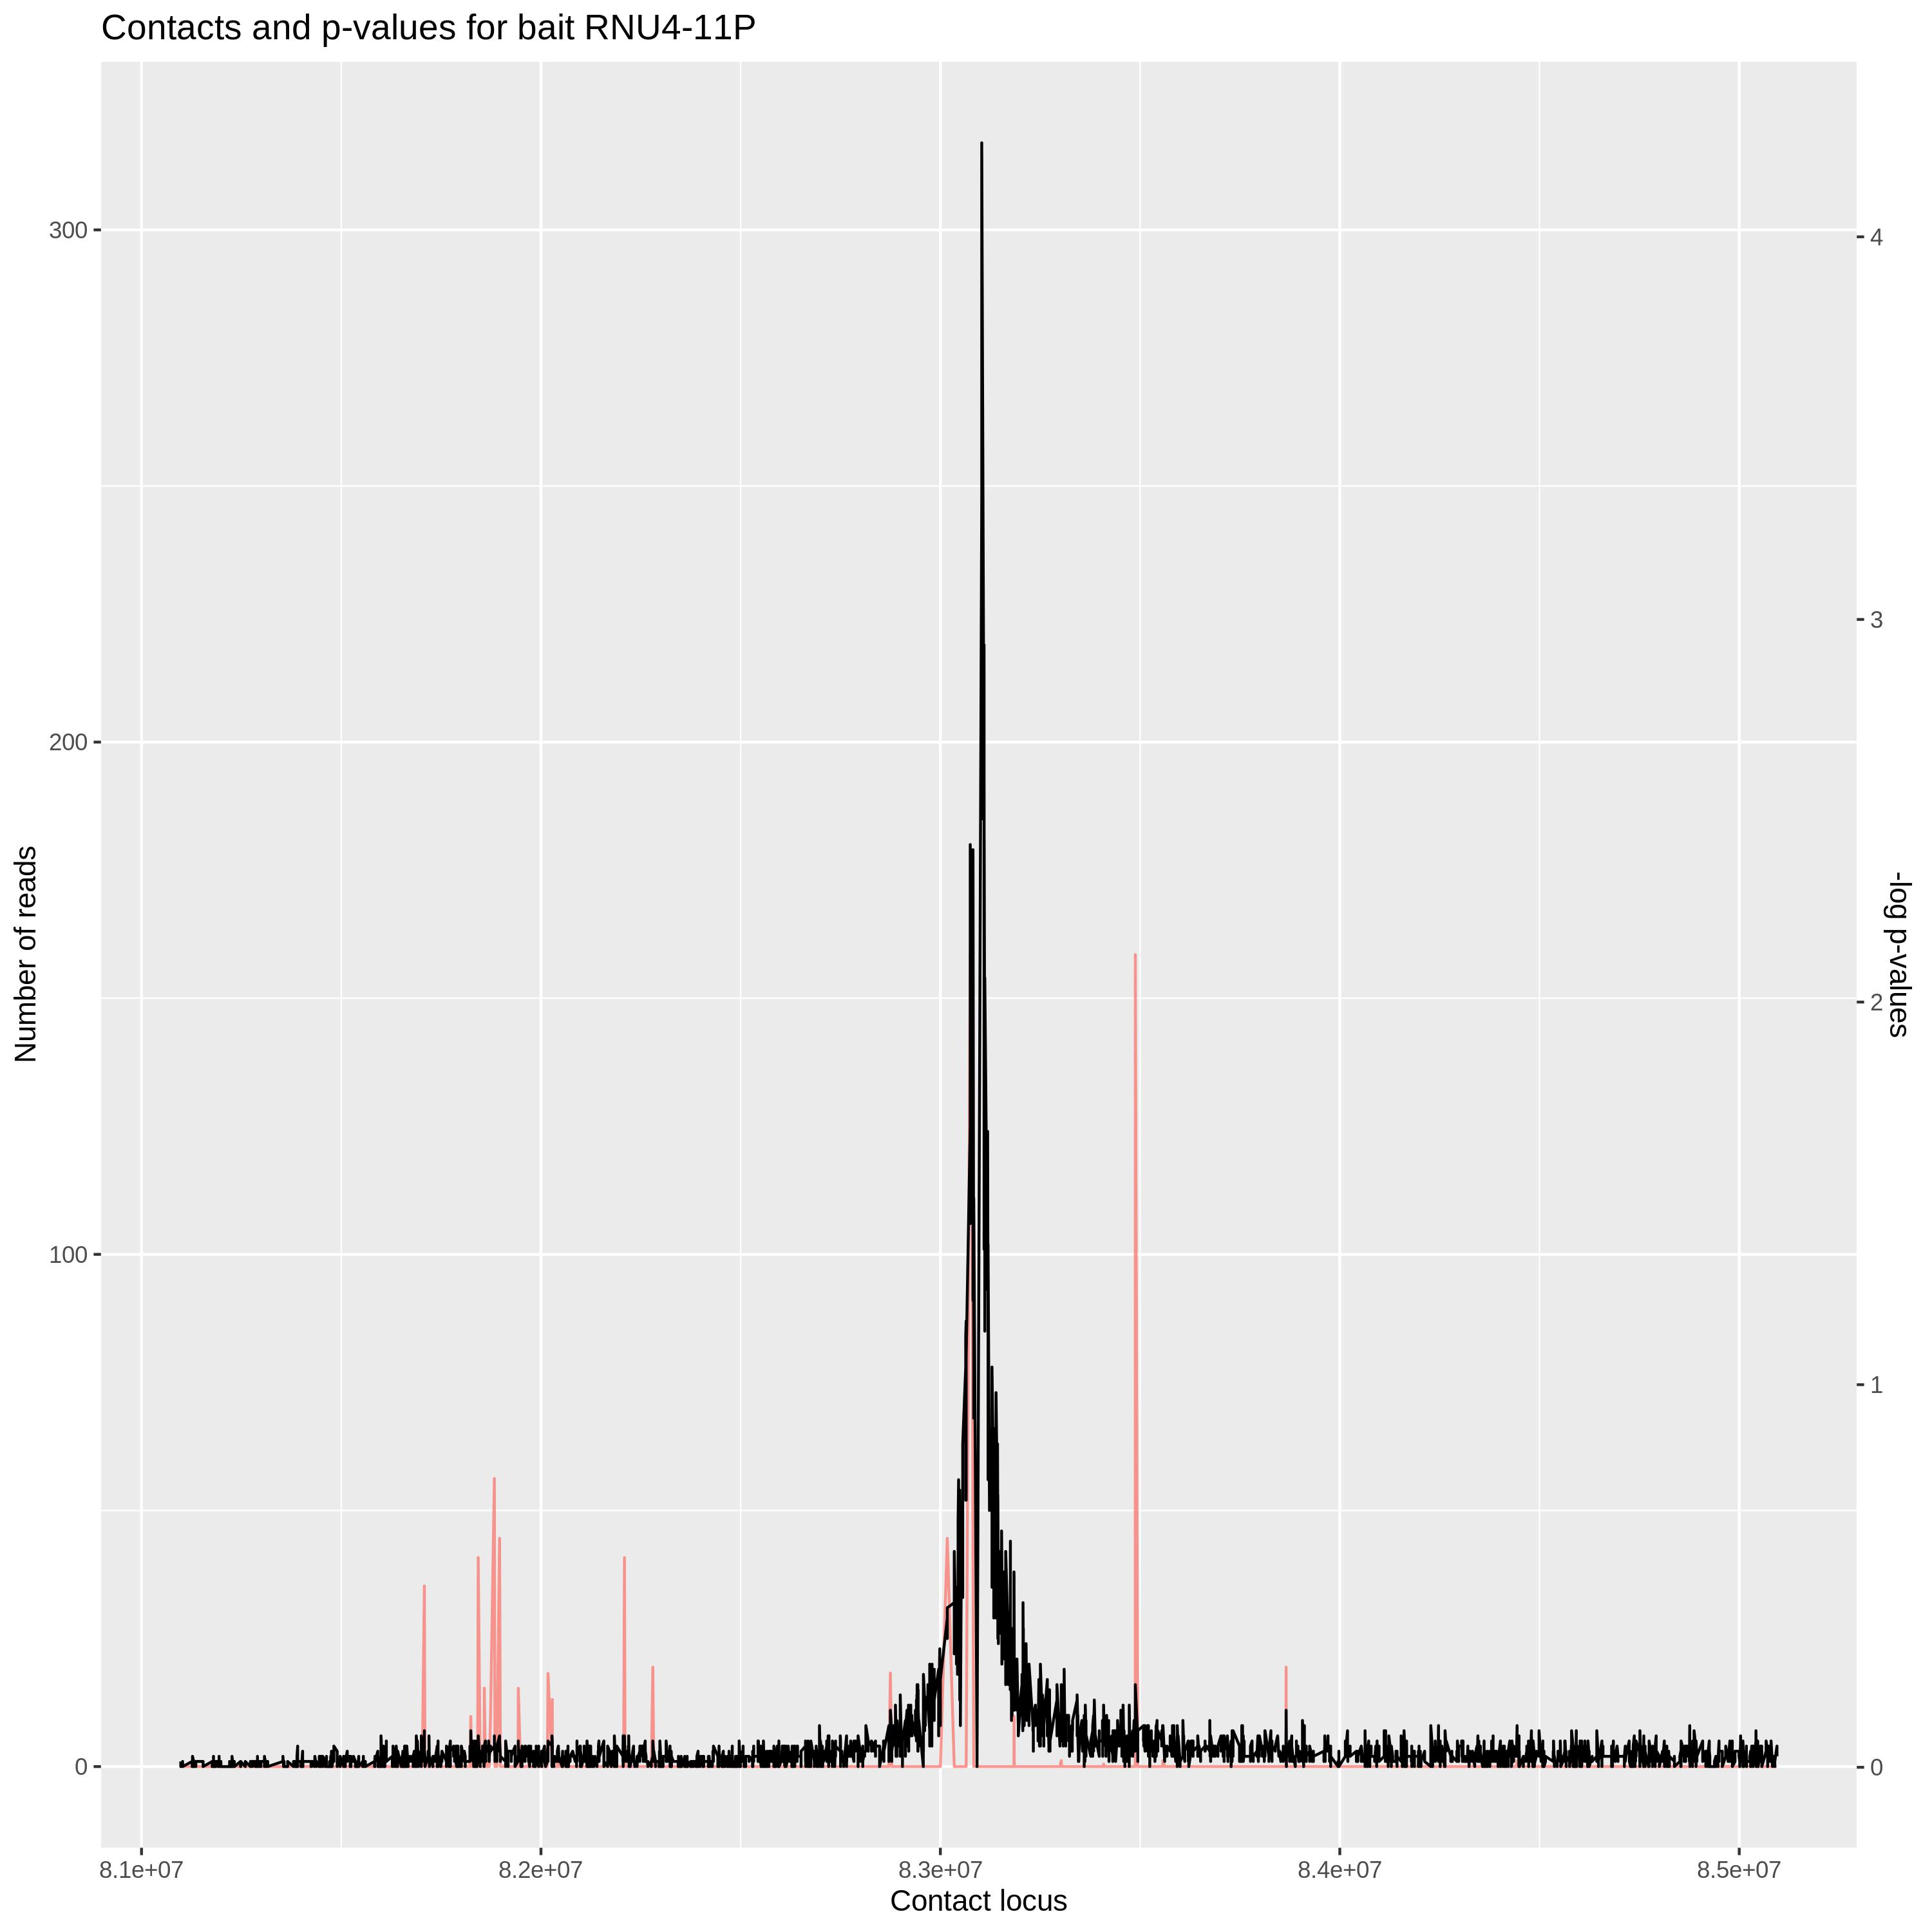 Contacts and p-values for bait RNU4-11P
Number of reads
300
200
100
0
4
3
2
1
0
-log p-values
8.1e+07
8.2e+07
8.3e+07
8.4e+07
8.5e+07
Contact locus